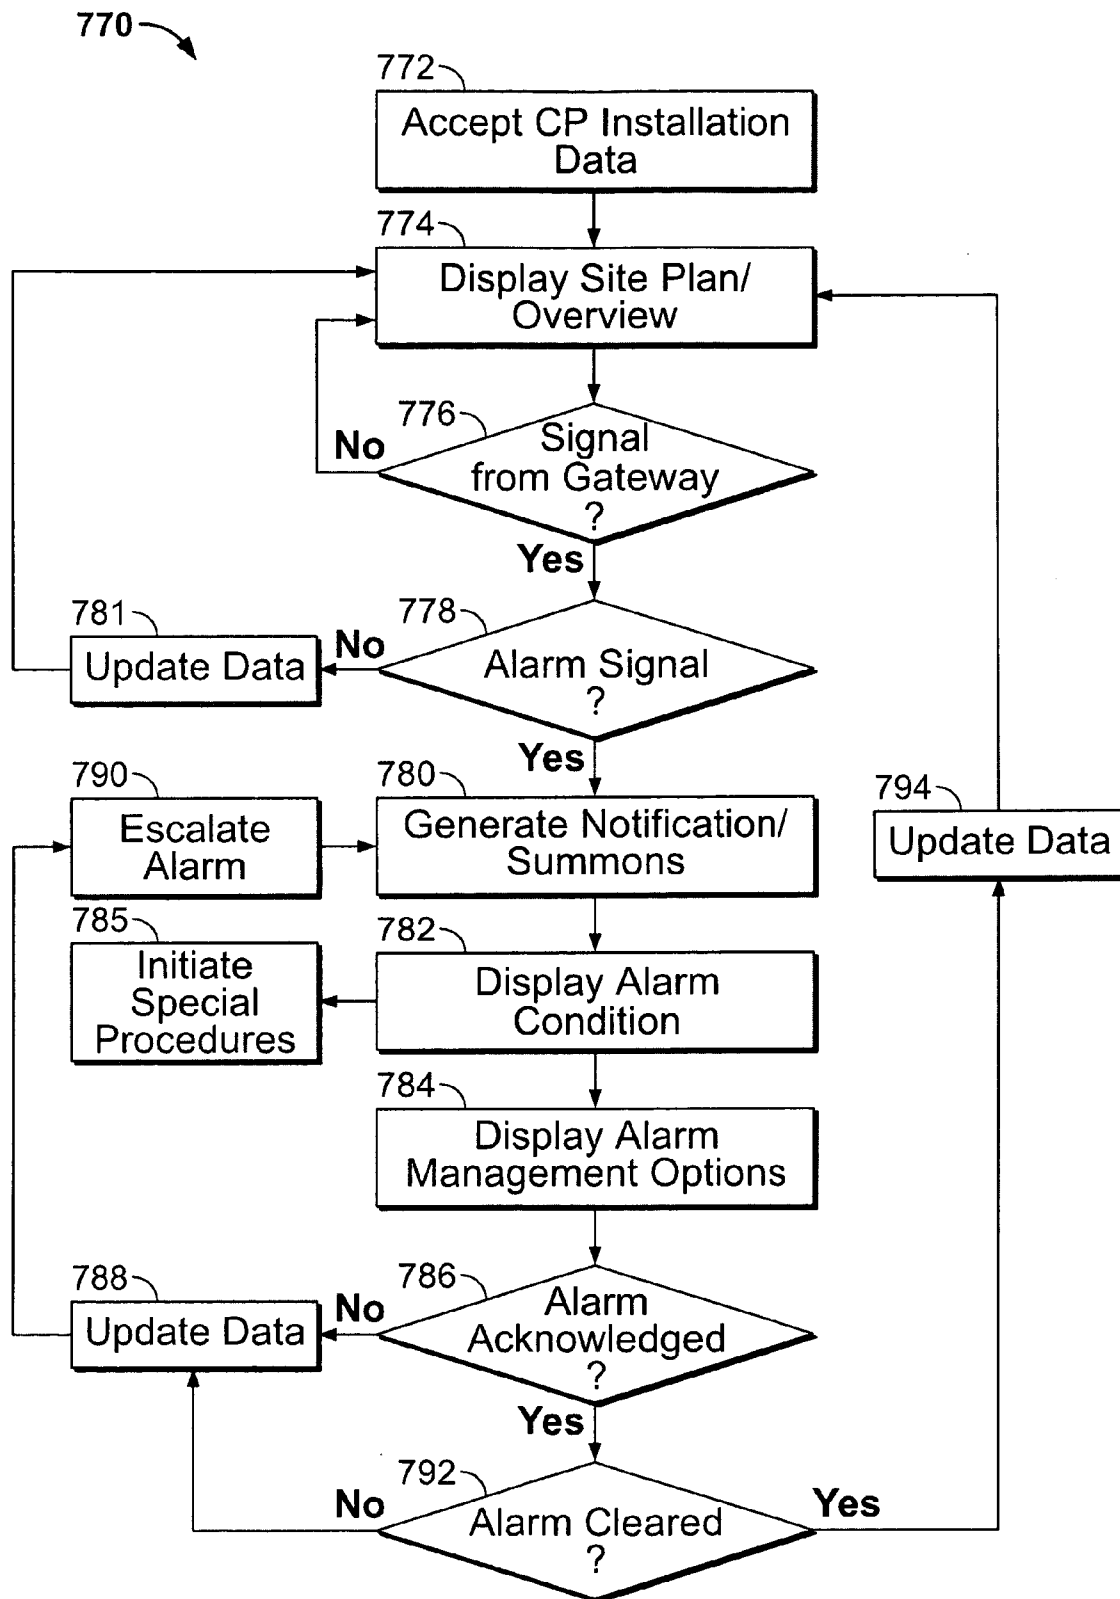 770
772
Accept CP Installation
Data
774
Display Site Plan/
Overview
776
No
Signal
from Gateway
?
Yes
781
Update Data
No
778
Alarm Signal
?
Yes
790
Escalate
Alarm
780
Generate Notification/
Summons
794
Update Data
785
Initiate
Special
Procedures
782
Display Alarm
Condition
784
Display Alarm
Management Options
788
Update Data
No
786
Alarm
Acknowledged
?
Yes
792
No
Alarm Cleared
?
Yes